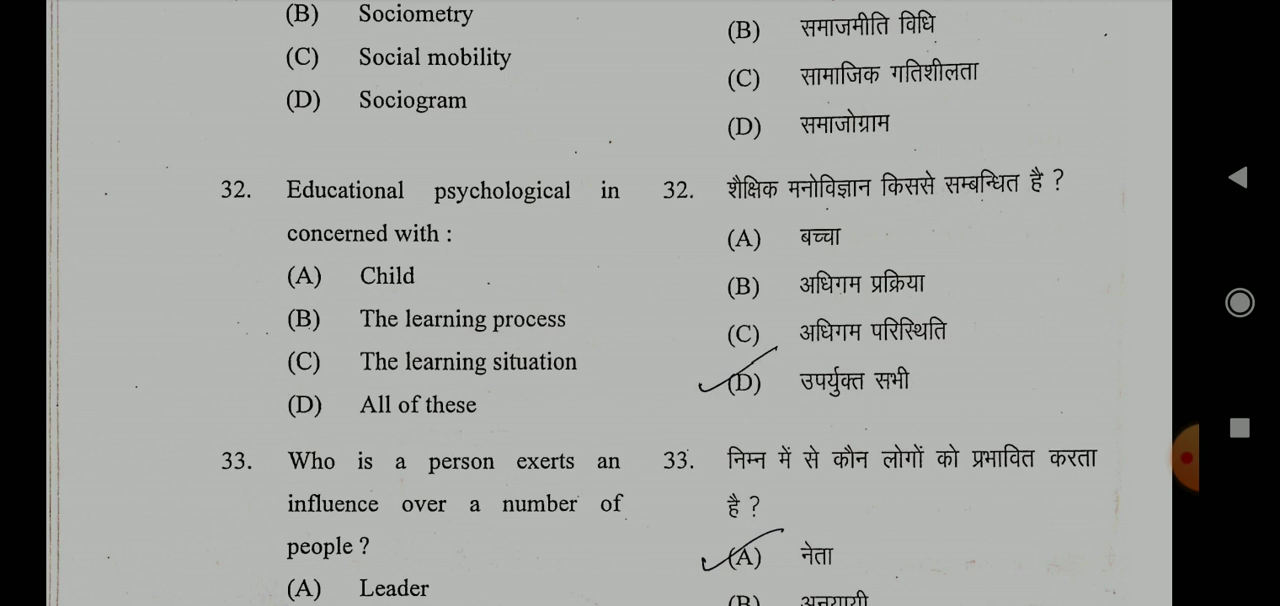 (B) Sociometry
(C) Social mobility
(D) Sociogram
32. Educational psychological in
concerned with :
(A) Child
(B) The learning process
(C) The learning situation
(D) All of these
33. Who is a person exerts an
influence over a number of
people ?
(A) Leader
(B) समाजमीति विधि
(C) सामाजिक गतिशीलता
(D) समाजोग्राम
32. शैक्षिक मनोविज्ञान किससे सम्बन्धित है ?
(A) बच्चा
(B) अधिगम प्रक्रिया
(C) अधिगम परिस्थिति
(D) उपर्युक्त सभी
33. निम्न में से कौन लोगों को प्रभावित करता
है ?
(A) नेता
(B) अनुयायी